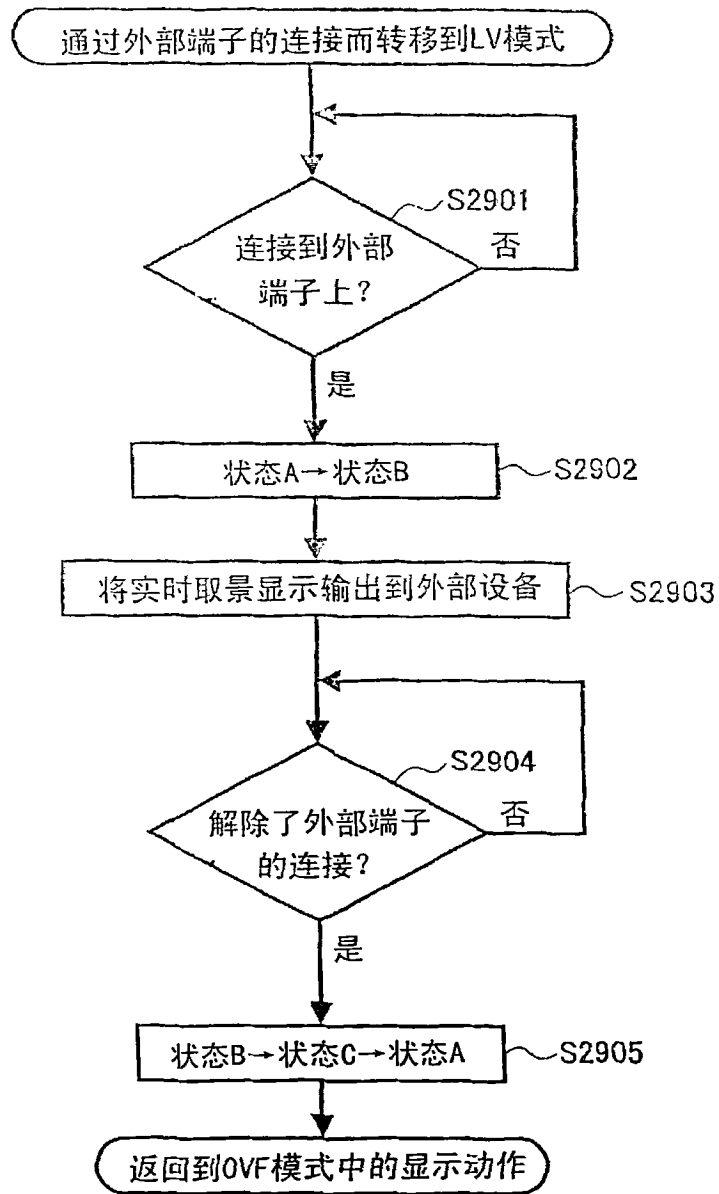 通过外部端子的连接而转移到LV模式
S2901
连接到外部
端子上?
否
是
状态A→状态B
S2902
将实时取景显示输出到外部设备
S2903
S2904
解除了外部端子
的连接?
否
是
状态B→状态C→状态A
S2905
返回到OVF模式中的显示动作